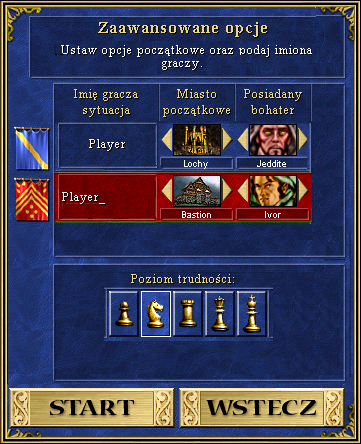 Zaawansowane opcje
Ustaw opcje początkowe oraz podaj imiona
graczy.
Imię gracza
sytuacja
Miasto
początkowe
Posiadany
bohater
Player
Lochy
Jeddite
Player_
Bastion
Ivor
Poziom trudności:
START
WSTECZ